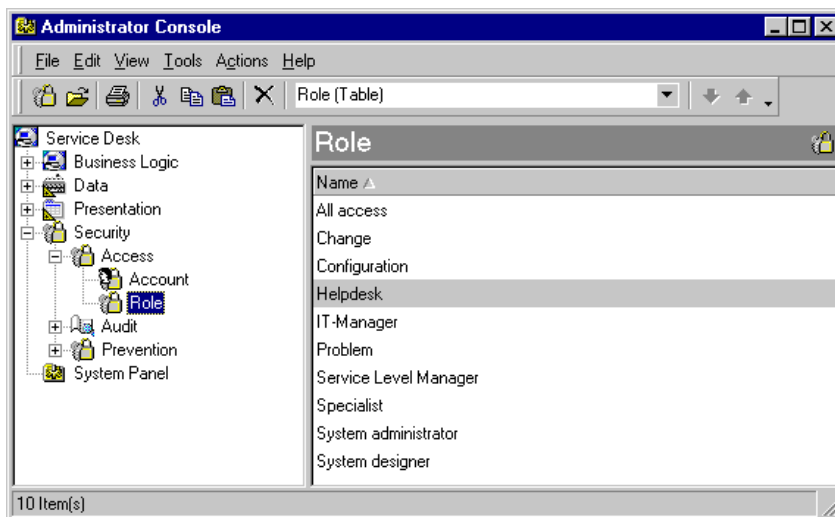 Administrator Console
File Edit View Tools Actions Help
Role (Table)
Service Desk
Business Logic
Data
Presentation
Security
Access
Account
Role
Audit
Prevention
System Panel
Role
Name
All access
Change
Configuration
Helpdesk
IT-Manager
Problem
Service Level Manager
Specialist
System administrator
System designer
10 Item(s)